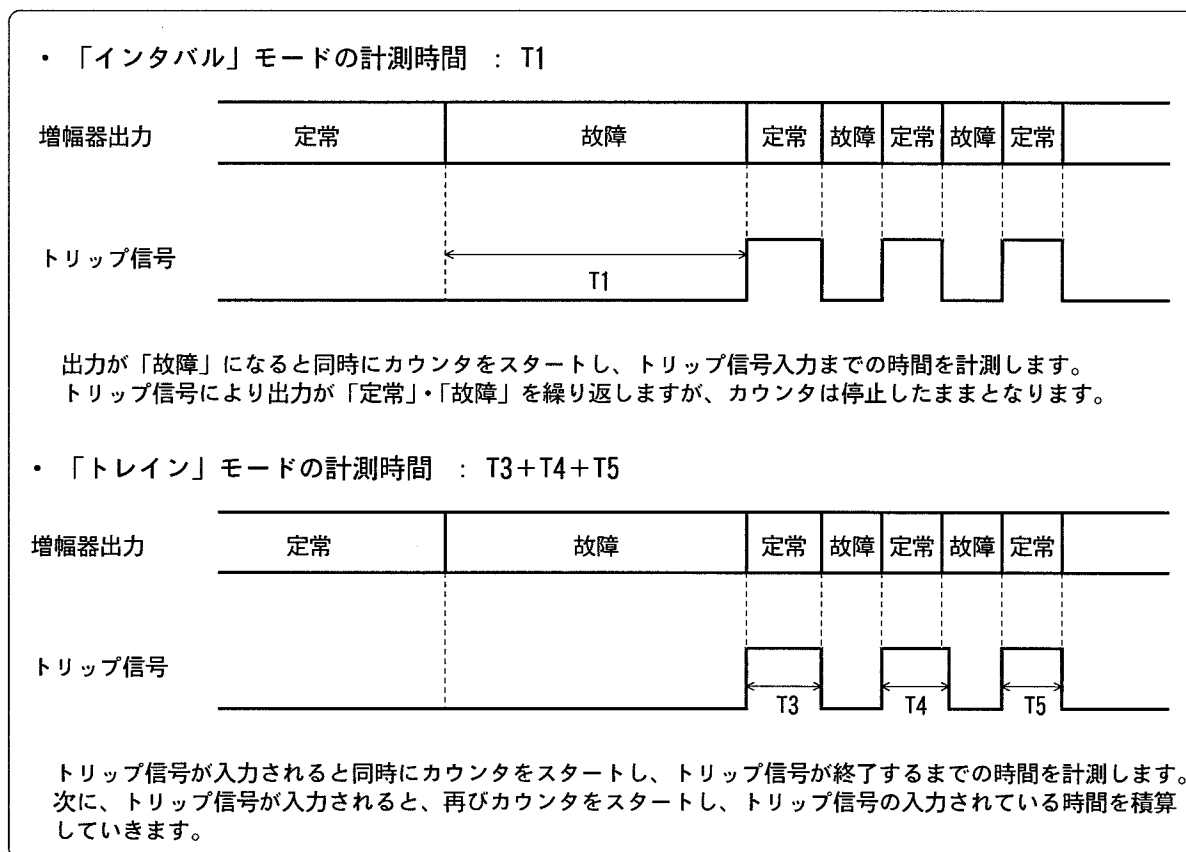 ・ 「インタバル」モードの計測時間 : T1
増幅器出力 定常 故障 定常 故障 定常 故障 定常
トリップ信号
T1
出力が「故障」になると同時にカウンタをスタートし、トリップ信号入力までの時間を計測します。
トリップ信号により出力が「定常」・「故障」を繰り返しますが、カウンタは停止したままとなります。
・ 「トレイン」モードの計測時間 : T3+T4+T5
増幅器出力 定常 故障 定常 故障 定常 故障 定常
トリップ信号
T3 T4 T5
トリップ信号が入力されると同時にカウンタをスタートし、トリップ信号が終了するまでの時間を計測します。
次に、トリップ信号が入力されると、再びカウンタをスタートし、トリップ信号の入力されている時間を積算
していきます。